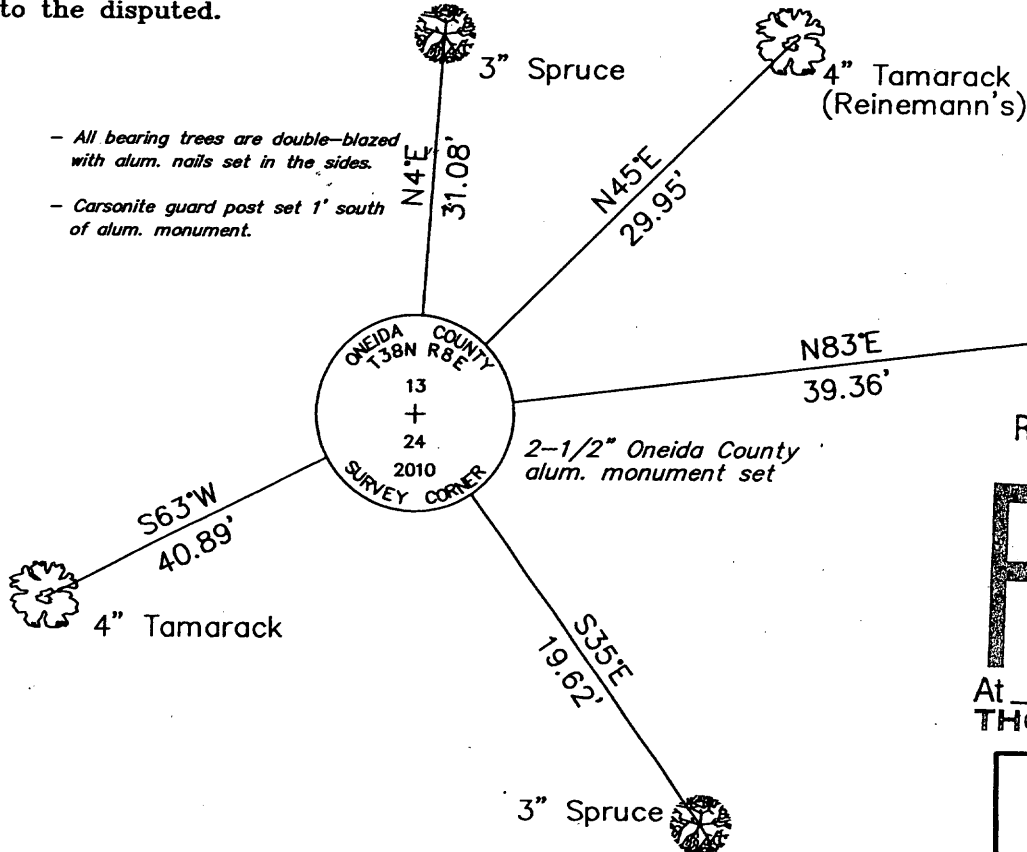 to the disputed.
3" Spruce
4" Tamarack
(Reinemann's)
- All bearing trees are double-blazed
with alum. nails set in the sides.
- Carsonite guard post set 1' south
of alum. monument.
N4°E
31.08'
N45°E
29.95'
ONEIDA COUNTY
T38N R8E
13
24
2010
SURVEY CORNER
N83°E
39.36'
2-1/2" Oneida County
alum. monument set
S63°W
40.89'
4" Tamarack
S35°E
19.62'
3" Spruce
At